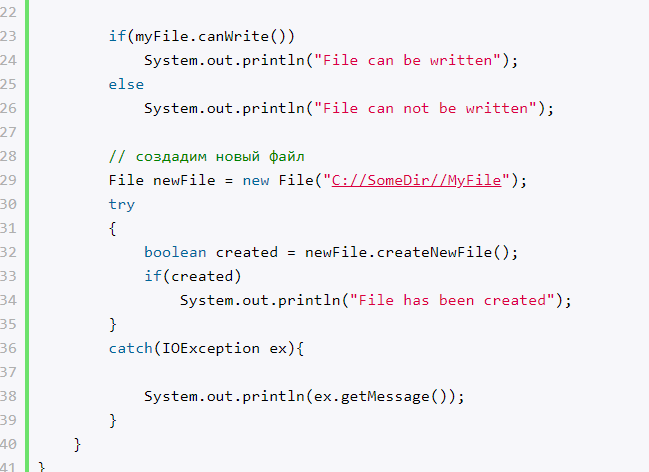 22
23         if(myFile.canWrite())
24             System.out.println("File can be written");
25         else
26             System.out.println("File can not be written");
27
28         // создадим новый файл
29         File newFile = new File("C://SomeDir//MyFile");
30         try
31         {
32             boolean created = newFile.createNewFile();
33             if(created)
34                 System.out.println("File has been created");
35         }
36         catch(IOException ex){
37
38             System.out.println(ex.getMessage());
39         }
40     }
41 }